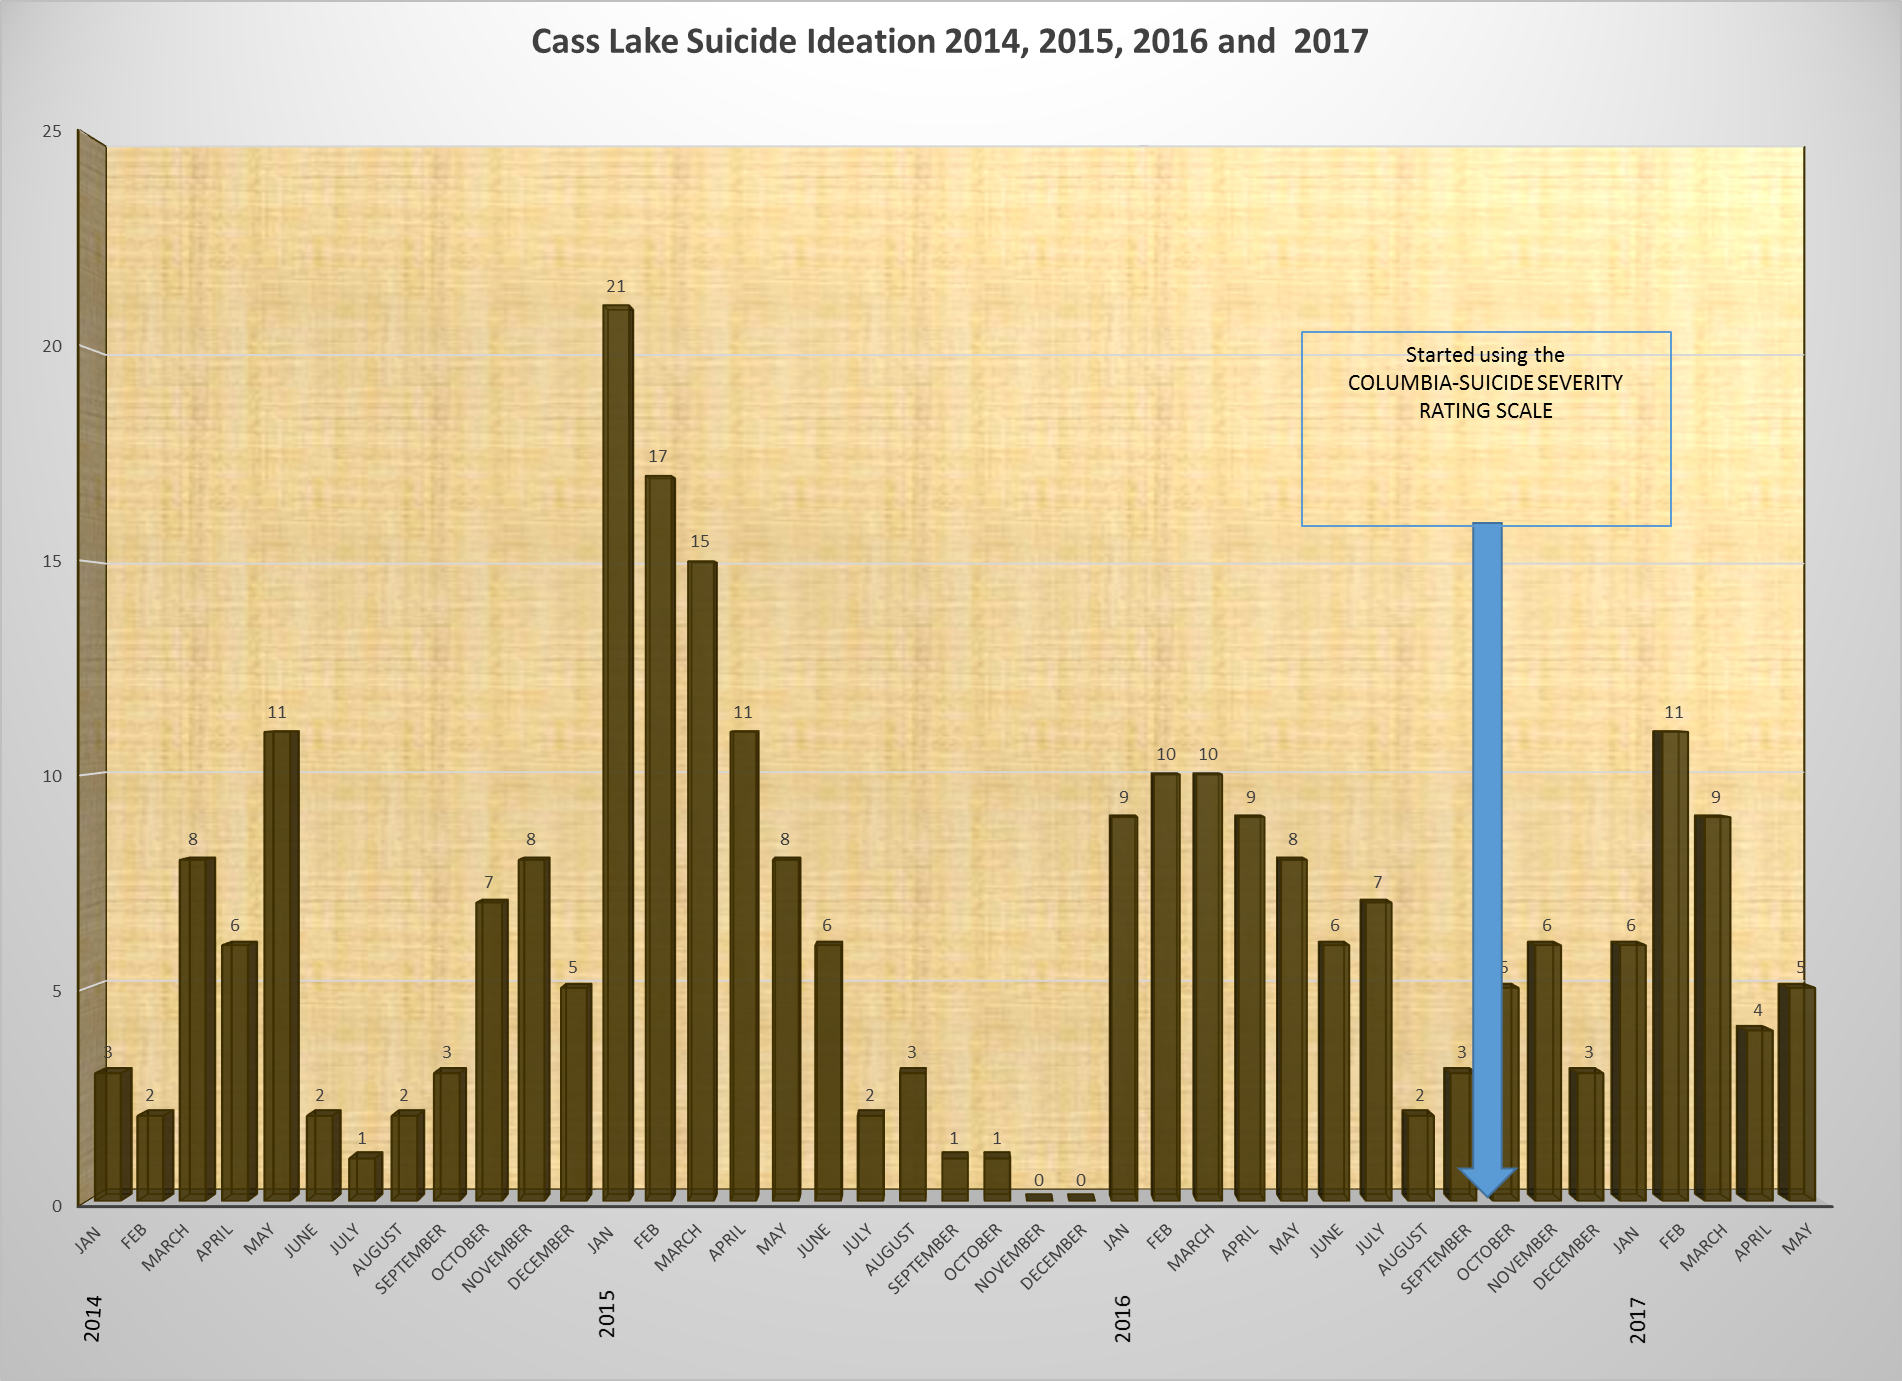 Cass Lake Suicide Ideation 2014, 2015, 2016 and  2017
25
20
15
10
5
0
Started using the
COLUMBIA-SUICIDE SEVERITY
RATING SCALE
3
2
8
6
11
2
1
2
3
7
8
5
21
17
15
11
8
6
2
3
1
1
0
0
9
10
10
9
8
6
7
2
3
5
6
3
6
11
9
4
5
JAN
FEB
MARCH
APRIL
MAY
JUNE
JULY
AUGUST
SEPTEMBER
OCTOBER
NOVEMBER
DECEMBER
JAN
FEB
MARCH
APRIL
MAY
JUNE
JULY
AUGUST
SEPTEMBER
OCTOBER
NOVEMBER
DECEMBER
JAN
FEB
MARCH
APRIL
MAY
JUNE
JULY
AUGUST
SEPTEMBER
OCTOBER
NOVEMBER
DECEMBER
JAN
FEB
MARCH
APRIL
MAY
2014
2015
2016
2017